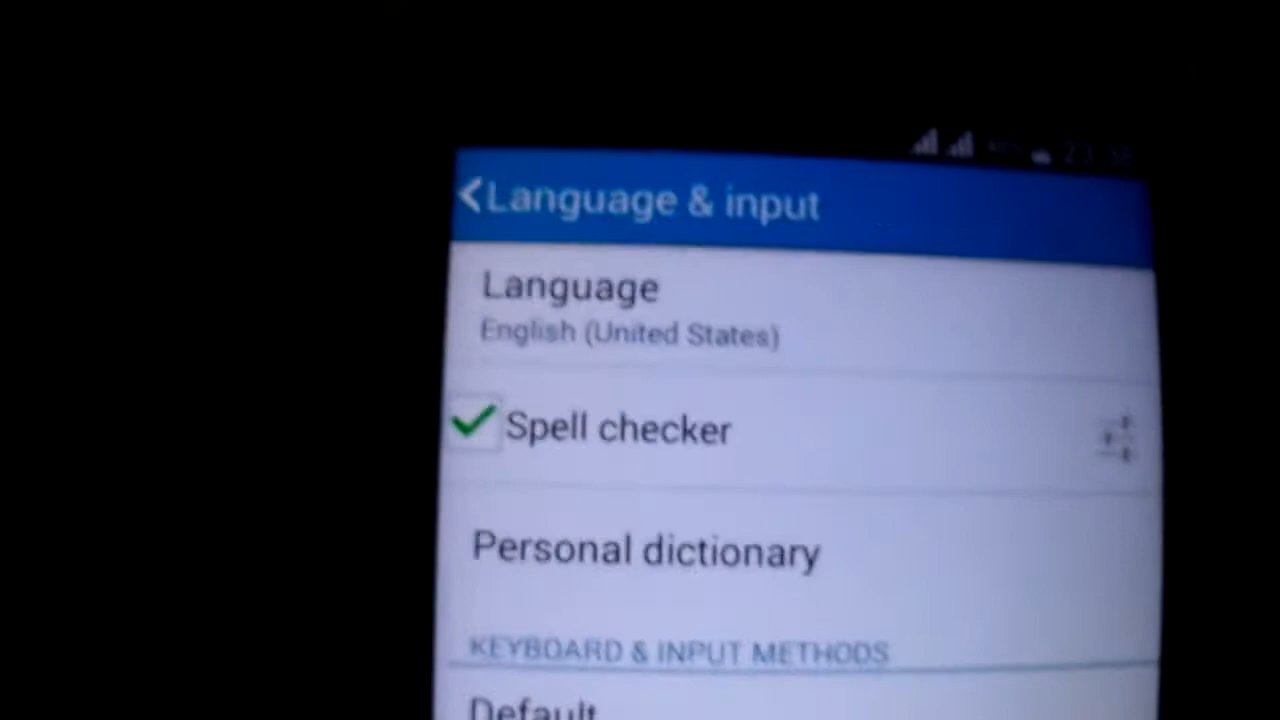 Language & input
Language
English (United States)
Spell checker
Personal dictionary
KEYBOARD & INPUT METHODS
Default